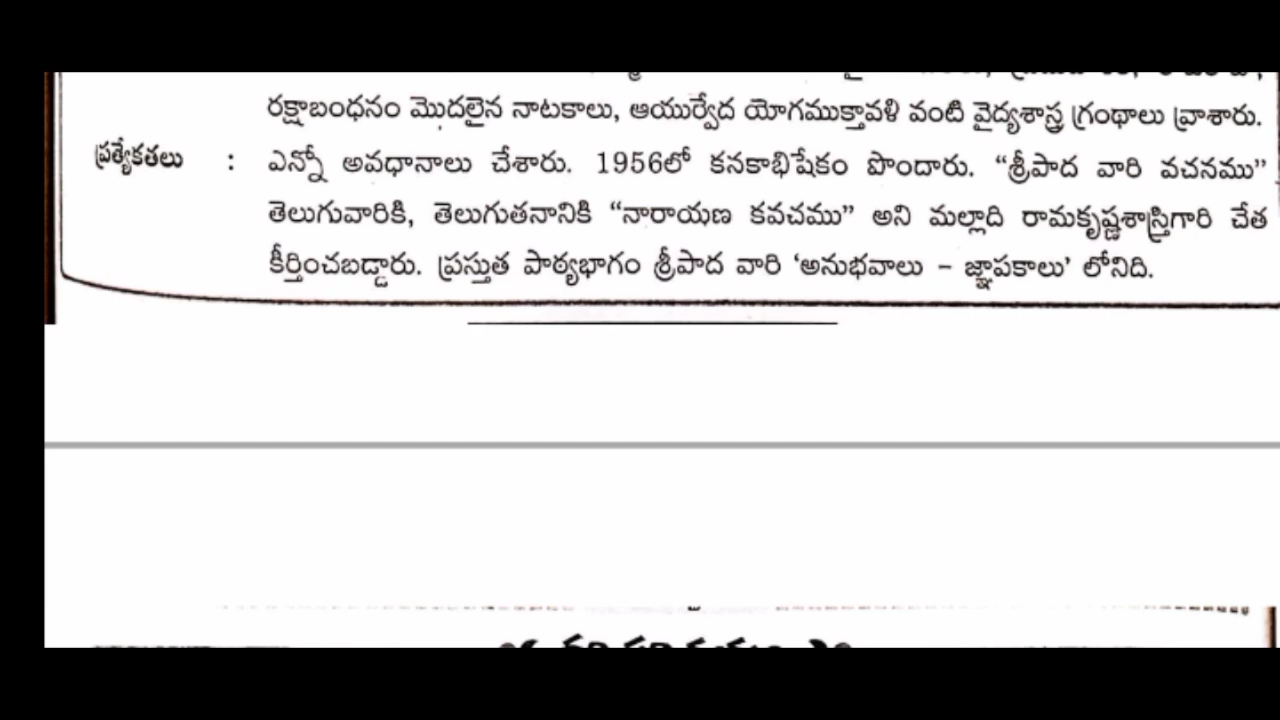 రక్షాబంధనం మొదలైన నాటకాలు, ఆయుర్వేద యోగముక్తావళి వంటి వైద్యశాస్త్ర గ్రంథాలు వ్రాశారు.
ప్రత్యేకతలు : ఎన్నో అవధానాలు చేశారు. 1956లో కనకాభిషేకం పొందారు. “శ్రీపాద వారి వచనము”
తెలుగువారికి, తెలుగుతనానికి “నారాయణ కవచము” అని మల్లాది రామకృష్ణశాస్త్రిగారి చేత
కీర్తించబడ్డారు. ప్రస్తుత పాఠ్యభాగం శ్రీపాద వారి ‘అనుభవాలు – జ్ఞాపకాలు’ లోనిది.